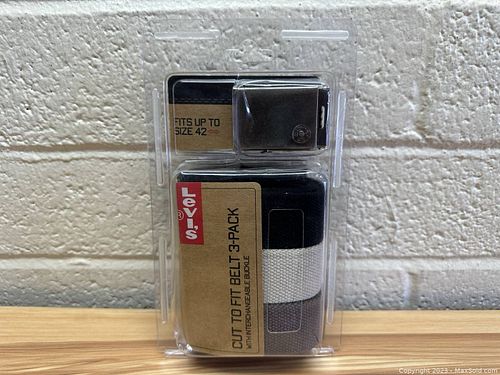 FITS UP TO
SIZE 42
Levi's
®
CUT TO FIT BELT 3-PACK
WITH INTERCHANGEABLE BUCKLE
Copyright 2023 - MaxSold.com